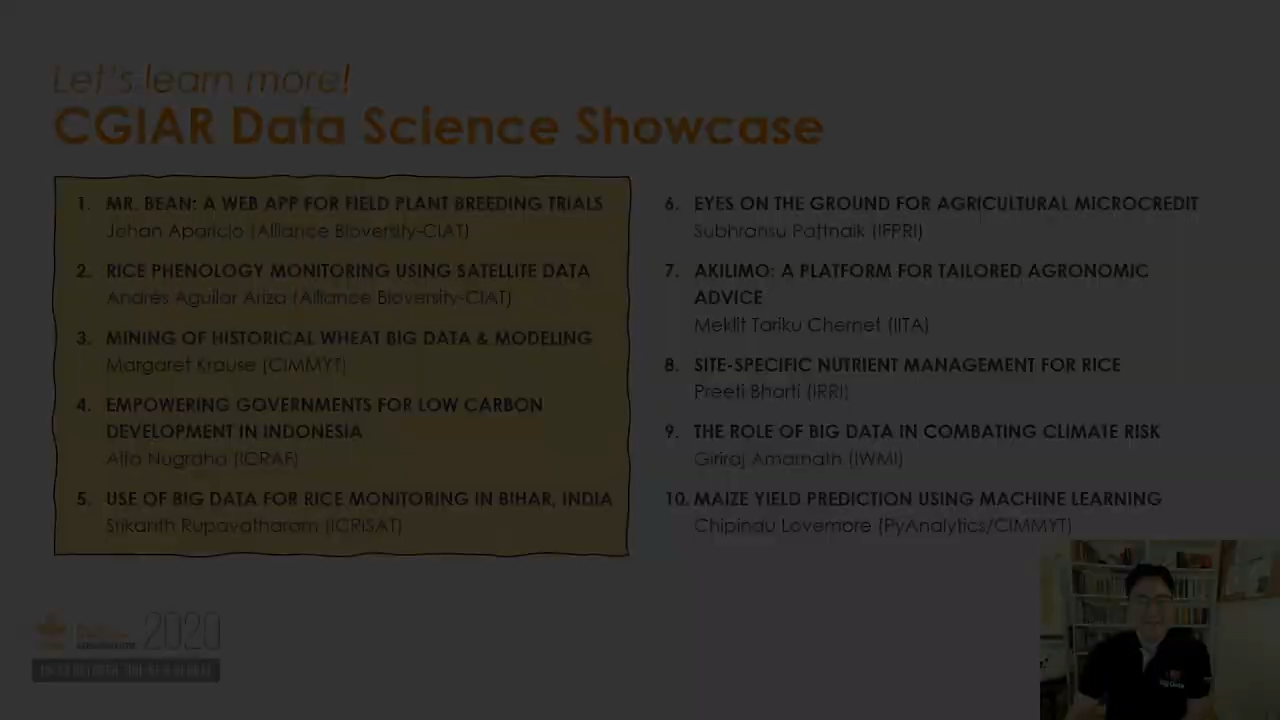 Let's learn more!
CGIAR Data Science Showcase
1. MR. BEAN: A WEB APP FOR FIELD PLANT BREEDING TRIALS
Johan Aparicio (Alliance Bioversity-CIAT)
2. RICE PHENOLOGY MONITORING USING SATELLITE DATA
Andrés Aguilar Ariza (Alliance Bioversity-CIAT)
3. MINING OF HISTORICAL WHEAT BIG DATA & MODELING
Margaret Krause (CIMMYT)
4. EMPOWERING GOVERNMENTS FOR LOW CARBON
DEVELOPMENT IN INDONESIA
Alfa Nugraha (ICRAF)
5. USE OF BIG DATA FOR RICE MONITORING IN BIHAR, INDIA
Srikanth Rupavatharam (ICRISAT)
6. EYES ON THE GROUND FOR AGRICULTURAL MICROCREDIT
Subhransu Pattnaik (IFPRI)
7. AKILIMO: A PLATFORM FOR TAILORED AGRONOMIC
ADVICE
Meklit Tariku Chernet (IITA)
8. SITE-SPECIFIC NUTRIENT MANAGEMENT FOR RICE
Preeti Bharti (IRRI)
9. THE ROLE OF BIG DATA IN COMBATING CLIMATE RISK
Giriraj Amarnath (IWMI)
10. MAIZE YIELD PREDICTION USING MACHINE LEARNING
Chipindu Lovemore (PyAnalytics/CIMMYT)
2020